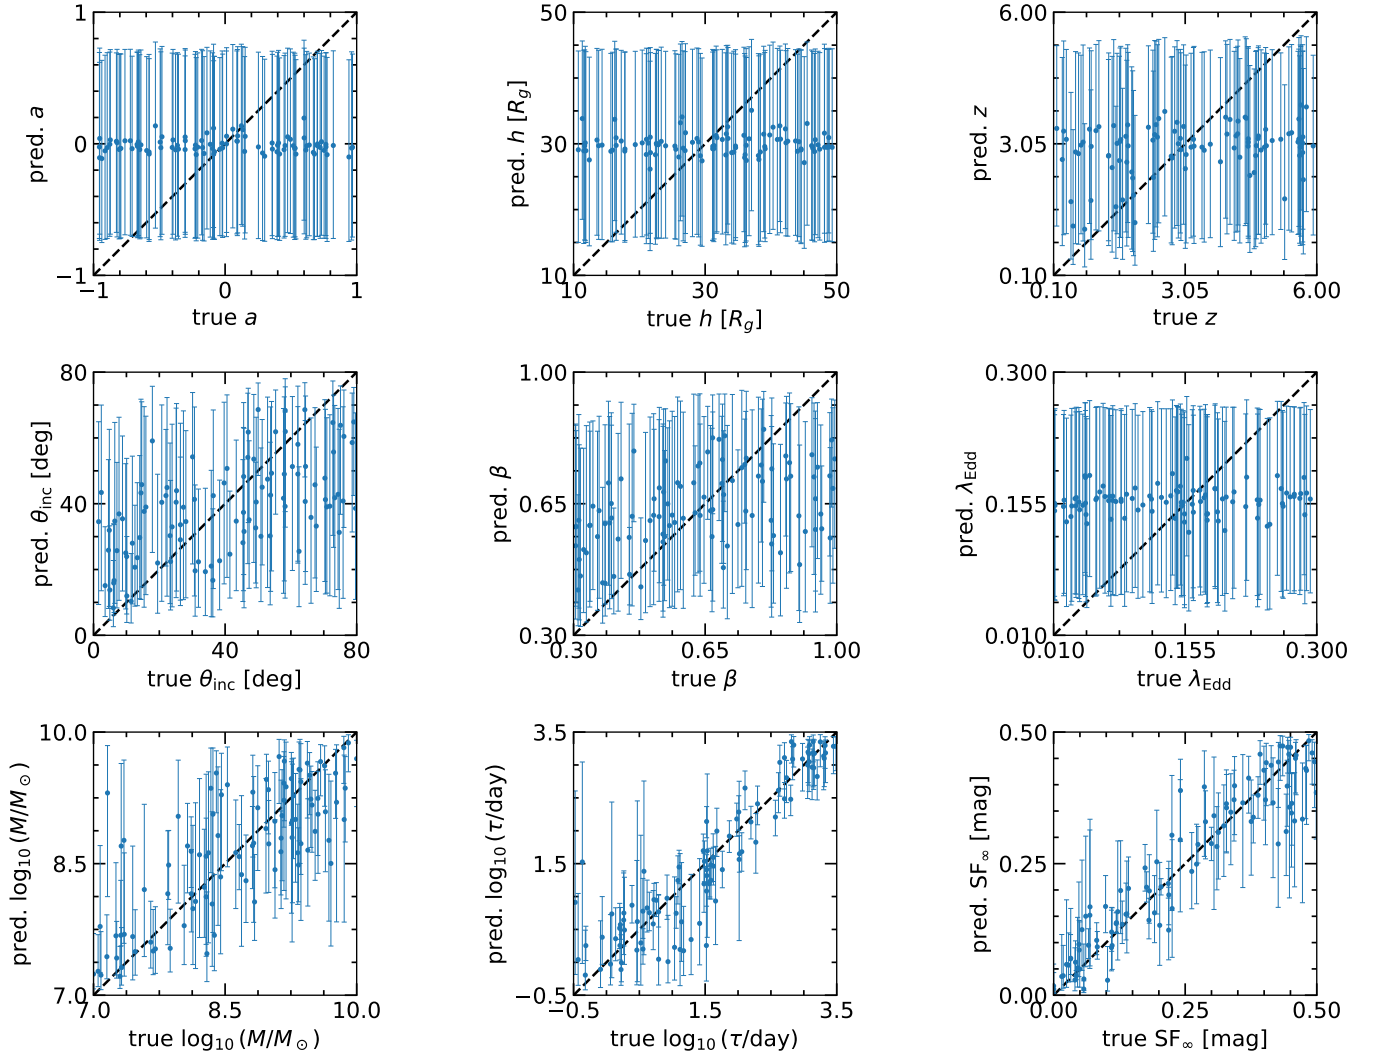 1
0
−1
pred. a
−1 0 1
true a
50
30
10
pred. h [R_g]
10 30 50
true h [R_g]
6.00
3.05
0.10
pred. z
0.10 3.05 6.00
true z
80
40
0
pred. θ_inc [deg]
0 40 80
true θ_inc [deg]
1.00
0.65
0.30
pred. β
0.30 0.65 1.00
true β
0.300
0.155
0.010
pred. λ_Edd
0.010 0.155 0.300
true λ_Edd
10.0
8.5
7.0
pred. log₁₀ (M/M_⊙)
7.0 8.5 10.0
true log₁₀ (M/M_⊙)
3.5
1.5
−0.5
pred. log₁₀ (τ/day)
−0.5 1.5 3.5
true log₁₀ (τ/day)
0.50
0.25
0.00
pred. SF_∞ [mag]
0.00 0.25 0.50
true SF_∞ [mag]